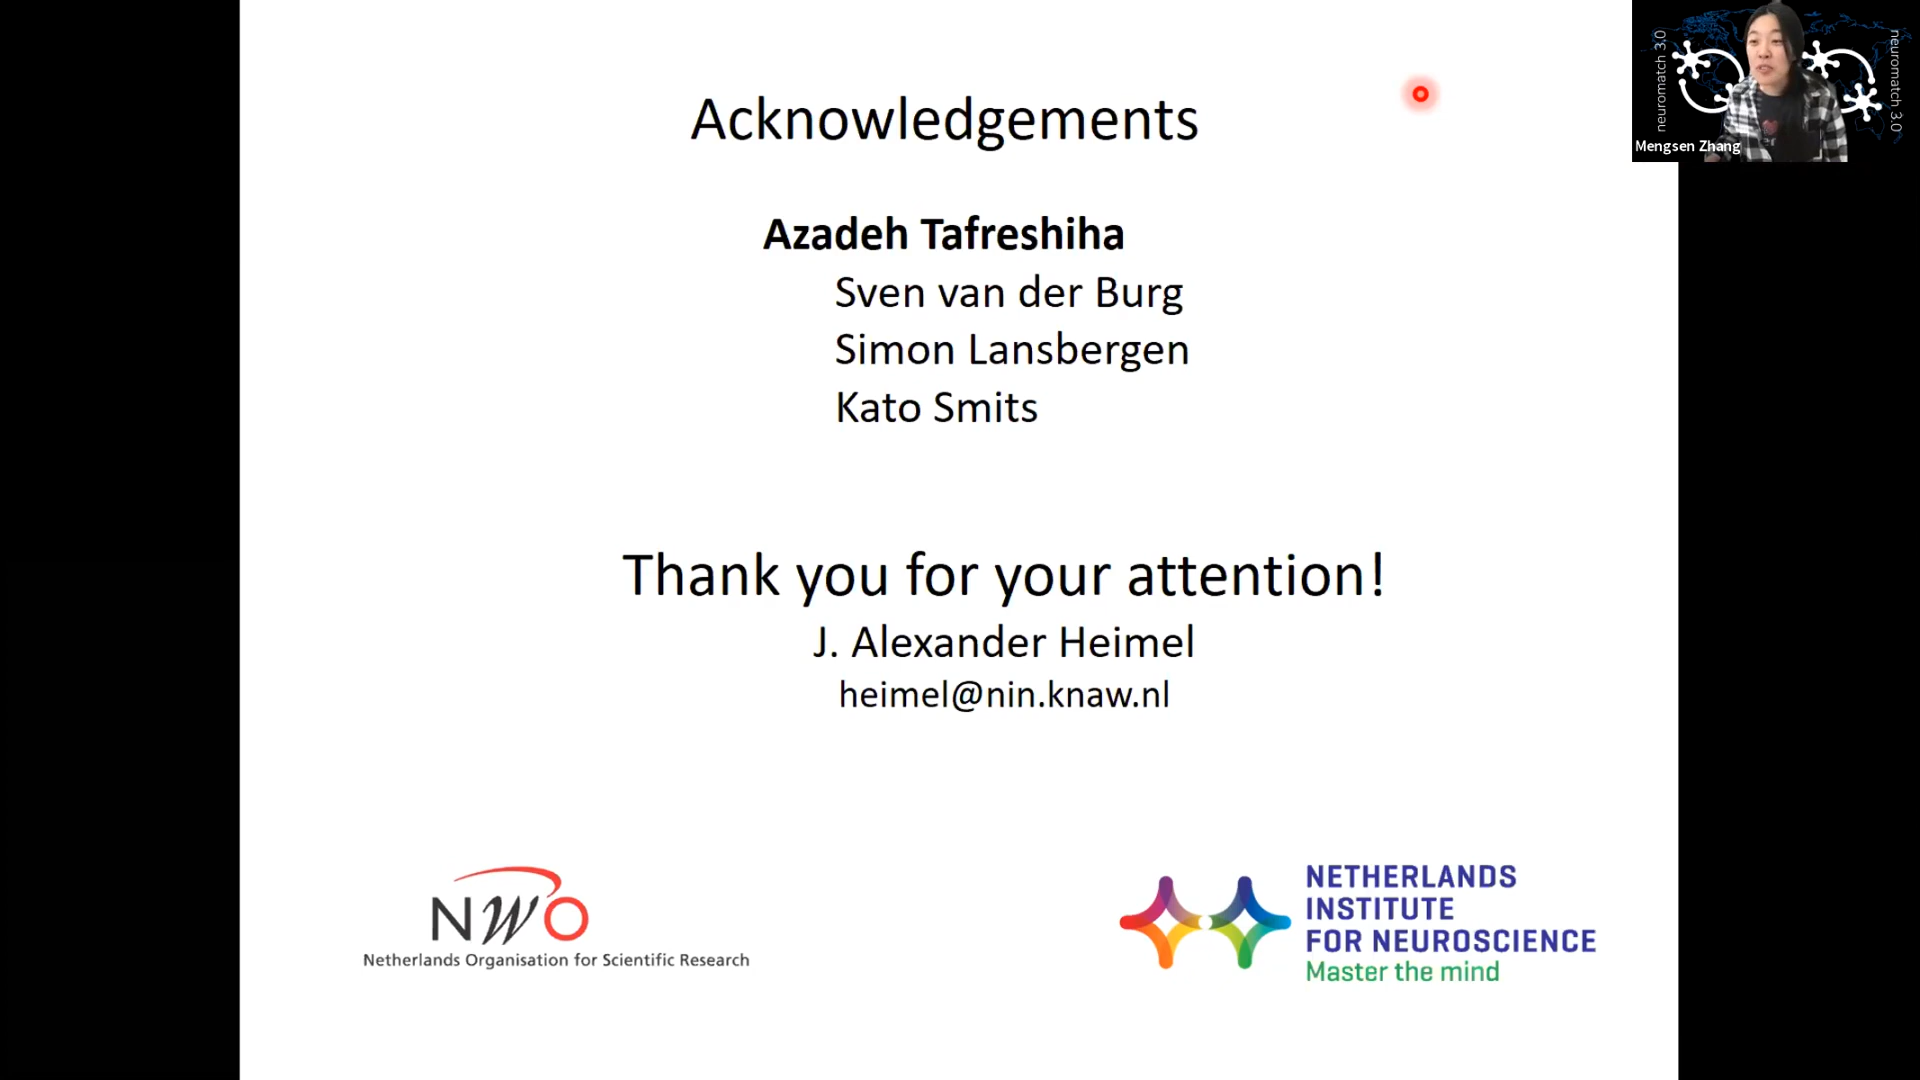 Acknowledgements
Azadeh Tafreshiha
Sven van der Burg
Simon Lansbergen
Kato Smits
Thank you for your attention!
J. Alexander Heimel
heimel@nin.knaw.nl
NWO
Netherlands Organisation for Scientific Research
NETHERLANDS
INSTITUTE
FOR NEUROSCIENCE
Master the mind
neuromatch 3.0
neuromatch 3.0
Mengsen Zhang